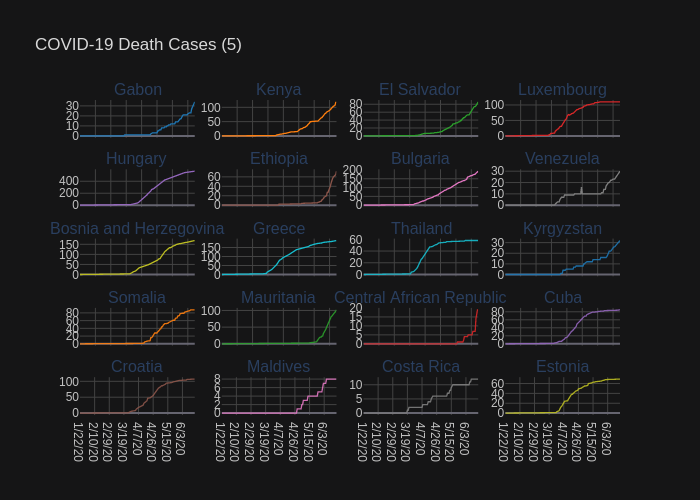 COVID-19 Death Cases (5)
Gabon Kenya El Salvador Luxembourg
30 20 10 0 100 50 0 80 60 40 20 0 100 50 0
Hungary Ethiopia Bulgaria Venezuela
400 200 0 60 40 20 0 200 150 100 50 0 30 20 10 0
Bosnia and Herzegovina Greece Thailand Kyrgyzstan
150 100 50 0 150 100 50 0 60 40 20 0 30 20 10 0
Somalia Mauritania Central African Republic Cuba
80 60 40 20 0 100 50 0 20 15 10 5 0 80 60 40 20 0
Croatia Maldives Costa Rica Estonia
100 50 0 8 6 4 2 0 10 5 0 60 40 20 0
1/22/20 2/10/20 2/29/20 3/19/20 4/7/20 4/26/20 5/15/20 6/3/20 1/22/20 2/10/20 2/29/20 3/19/20 4/7/20 4/26/20 5/15/20 6/3/20 1/22/20 2/10/20 2/29/20 3/19/20 4/7/20 4/26/20 5/15/20 6/3/20 1/22/20 2/10/20 2/29/20 3/19/20 4/7/20 4/26/20 5/15/20 6/3/20